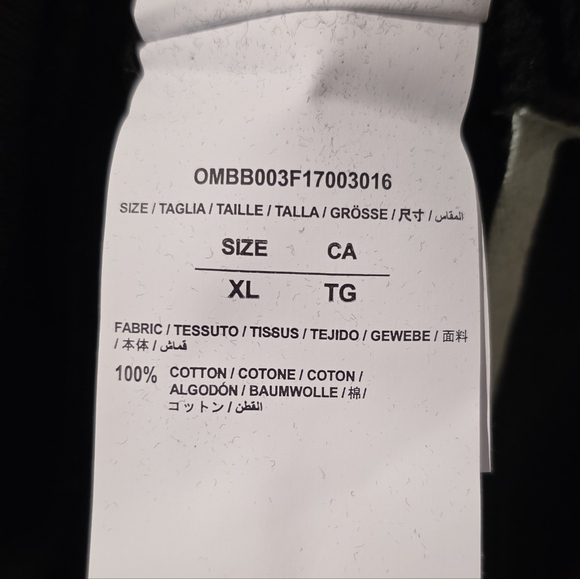 OMBB003F17003016
SIZE / TAGLIA / TAILLE / TALLA / GRÖSSE / 尺寸 / المقاس
SIZE CA
XL TG
FABRIC / TESSUTO / TISSUS / TEJIDO / GEWEBE / 面料
/ 本体 / قماش
100% COTTON / COTONE / COTON /
ALGODÓN / BAUMWOLLE / 棉/
コットン / القطن